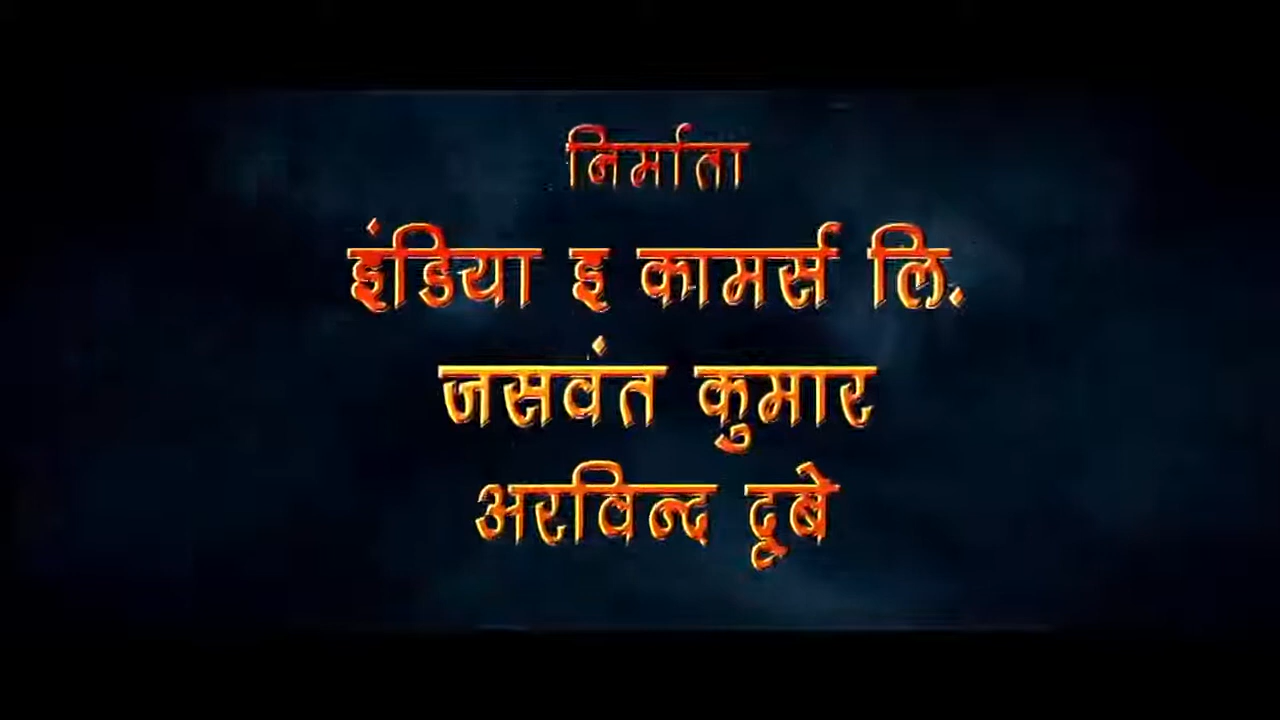 निर्माता
इंडिया इ कामर्स लि.
जसवंत कुमार
अरविन्द दूबे